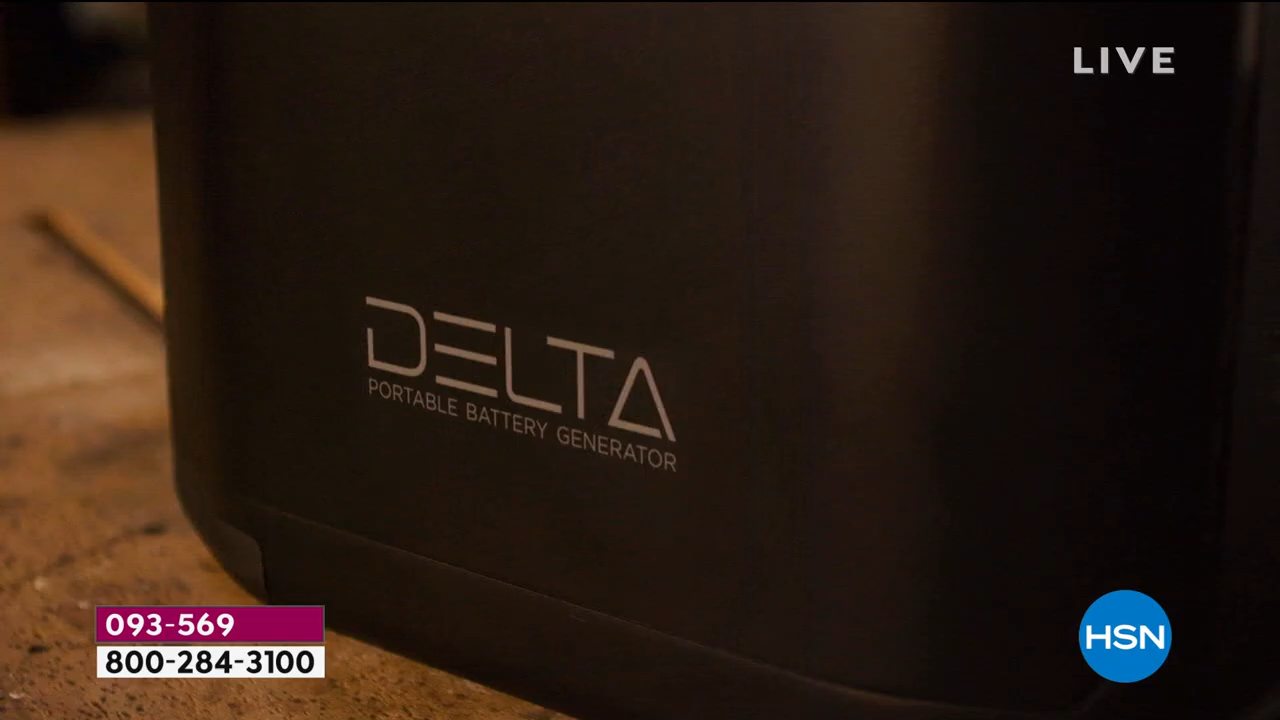 LIVE
DELTA
PORTABLE BATTERY GENERATOR
093-569
800-284-3100
HSN